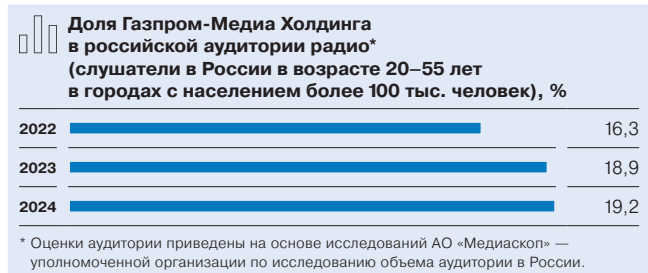 Доля Газпром-Медиа Холдинга
в российской аудитории радио*
(слушатели в России в возрасте 20–55 лет
в городах с населением более 100 тыс. человек), %
2022 16,3
2023 18,9
2024 19,2
* Оценки аудитории приведены на основе исследований АО «Медиаскоп» —
уполномоченной организации по исследованию объема аудитории в России.